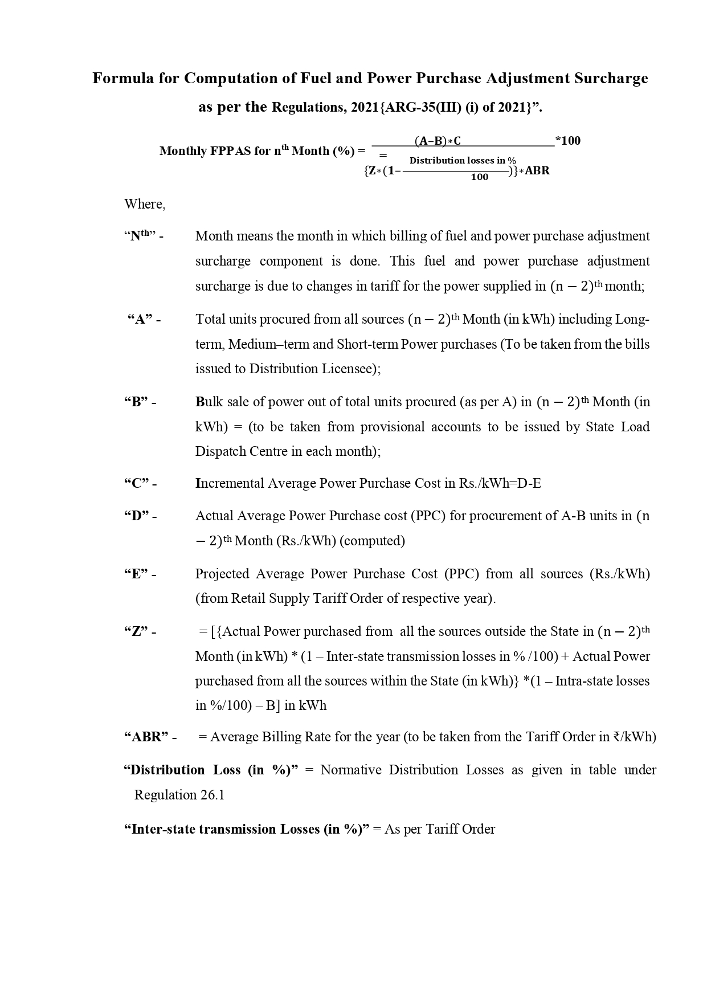 Formula for Computation of Fuel and Power Purchase Adjustment Surcharge
as per the Regulations, 2021{ARG-35(III) (i) of 2021}”.
Monthly FPPAS for nth Month (%) = (A–B)∗C *100
=
Distribution losses in %
{Z∗(1– )}∗ABR
100
Where,
“Nth” - Month means the month in which billing of fuel and power purchase adjustment
surcharge component is done. This fuel and power purchase adjustment
surcharge is due to changes in tariff for the power supplied in (n − 2)th month;
“A” - Total units procured from all sources (n − 2)th Month (in kWh) including Long-
term, Medium–term and Short-term Power purchases (To be taken from the bills
issued to Distribution Licensee);
“B” - Bulk sale of power out of total units procured (as per A) in (n − 2)th Month (in
kWh) = (to be taken from provisional accounts to be issued by State Load
Dispatch Centre in each month);
“C” - Incremental Average Power Purchase Cost in Rs./kWh=D-E
“D” - Actual Average Power Purchase cost (PPC) for procurement of A-B units in (n
− 2)th Month (Rs./kWh) (computed)
“E” - Projected Average Power Purchase Cost (PPC) from all sources (Rs./kWh)
(from Retail Supply Tariff Order of respective year).
“Z” - = [{Actual Power purchased from all the sources outside the State in (n − 2)th
Month (in kWh) * (1 – Inter-state transmission losses in % /100) + Actual Power
purchased from all the sources within the State (in kWh)} *(1 – Intra-state losses
in %/100) – B] in kWh
“ABR” - = Average Billing Rate for the year (to be taken from the Tariff Order in ₹/kWh)
“Distribution Loss (in %)” = Normative Distribution Losses as given in table under
Regulation 26.1
“Inter-state transmission Losses (in %)” = As per Tariff Order